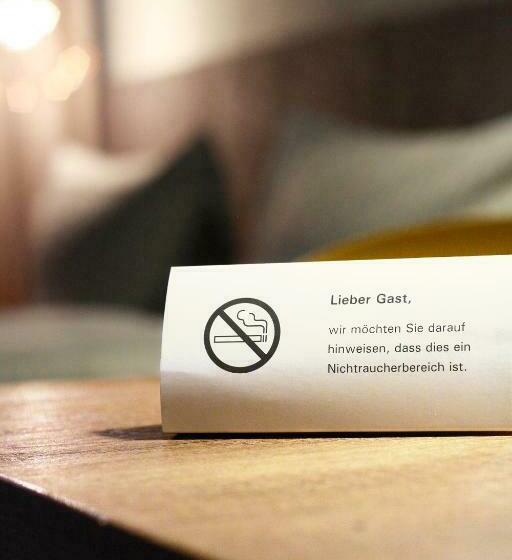 Lieber Gast,
wir möchten Sie darauf
hinweisen, dass dies ein
Nichtraucherbereich ist.